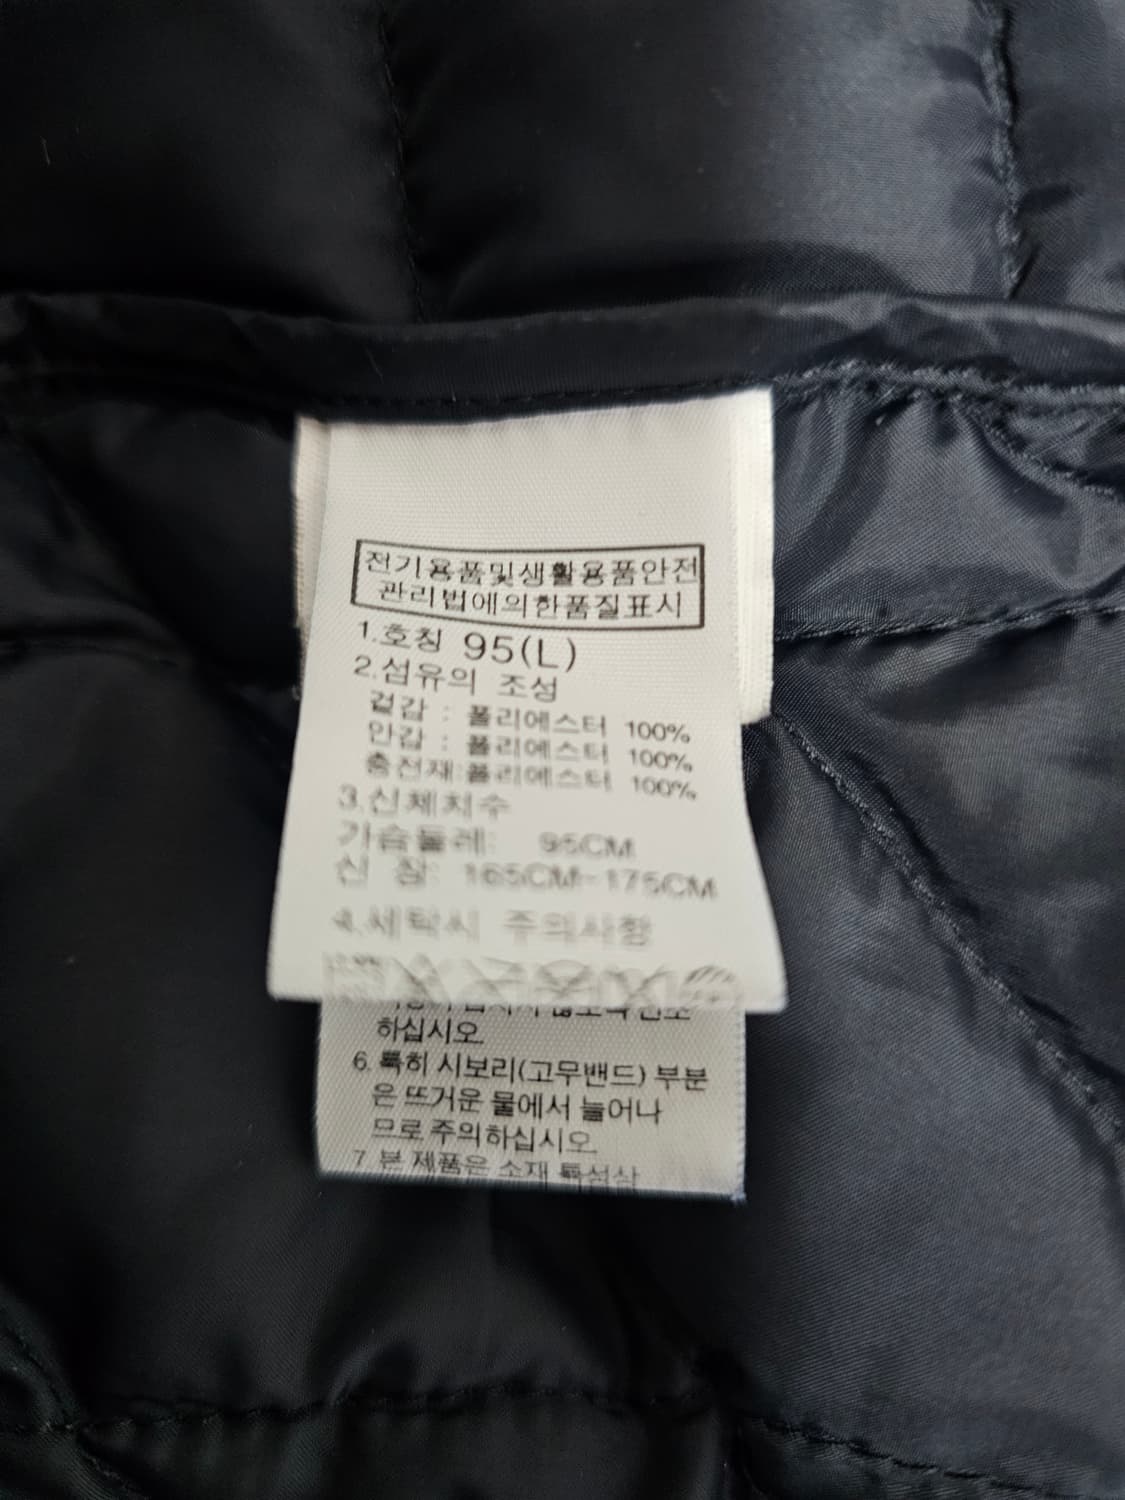 전기용품및생활용품안전
관리법에의한품질표시
1.호칭 95(L)
2.섬유의 조성
겉감 : 폴리에스터 100%
안감 : 폴리에스터 100%
충전재:폴리에스터 100%
3.신체치수
가슴둘레: 95CM
신 장: 165CM~175CM
4.세탁시 주의사항
하십시오.
6. 특히 시보리(고무밴드) 부분
은 뜨거운 물에서 늘어나
므로 주의하십시오.
7. 본 제품은 소재 특성상